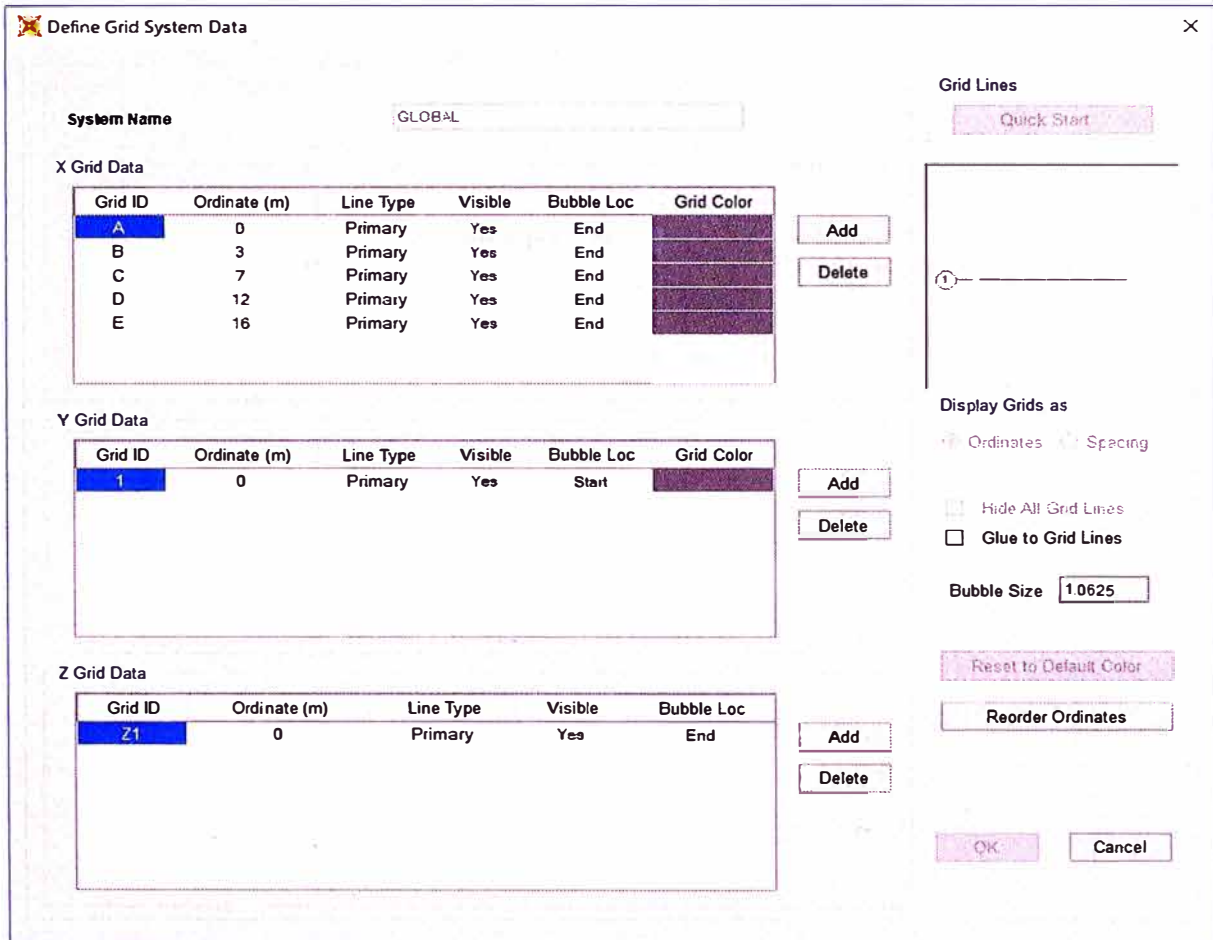 Define Grid System Data
Grid Lines
System Name GLOBAL Quick Start
X Grid Data
Grid ID Ordinate (m) Line Type Visible Bubble Loc Grid Color
A 0 Primary Yes End
B 3 Primary Yes End
C 7 Primary Yes End
D 12 Primary Yes End
E 16 Primary Yes End
Add
Delete
1
Y Grid Data
Grid ID Ordinate (m) Line Type Visible Bubble Loc Grid Color
1 0 Primary Yes Start
Add
Delete
Display Grids as
Ordinates Spacing
Hide All Grid Lines
Glue to Grid Lines
Bubble Size 1.0625
Z Grid Data
Grid ID Ordinate (m) Line Type Visible Bubble Loc
Z1 0 Primary Yes End
Add
Delete
Reset to Default Color
Reorder Ordinates
OK Cancel